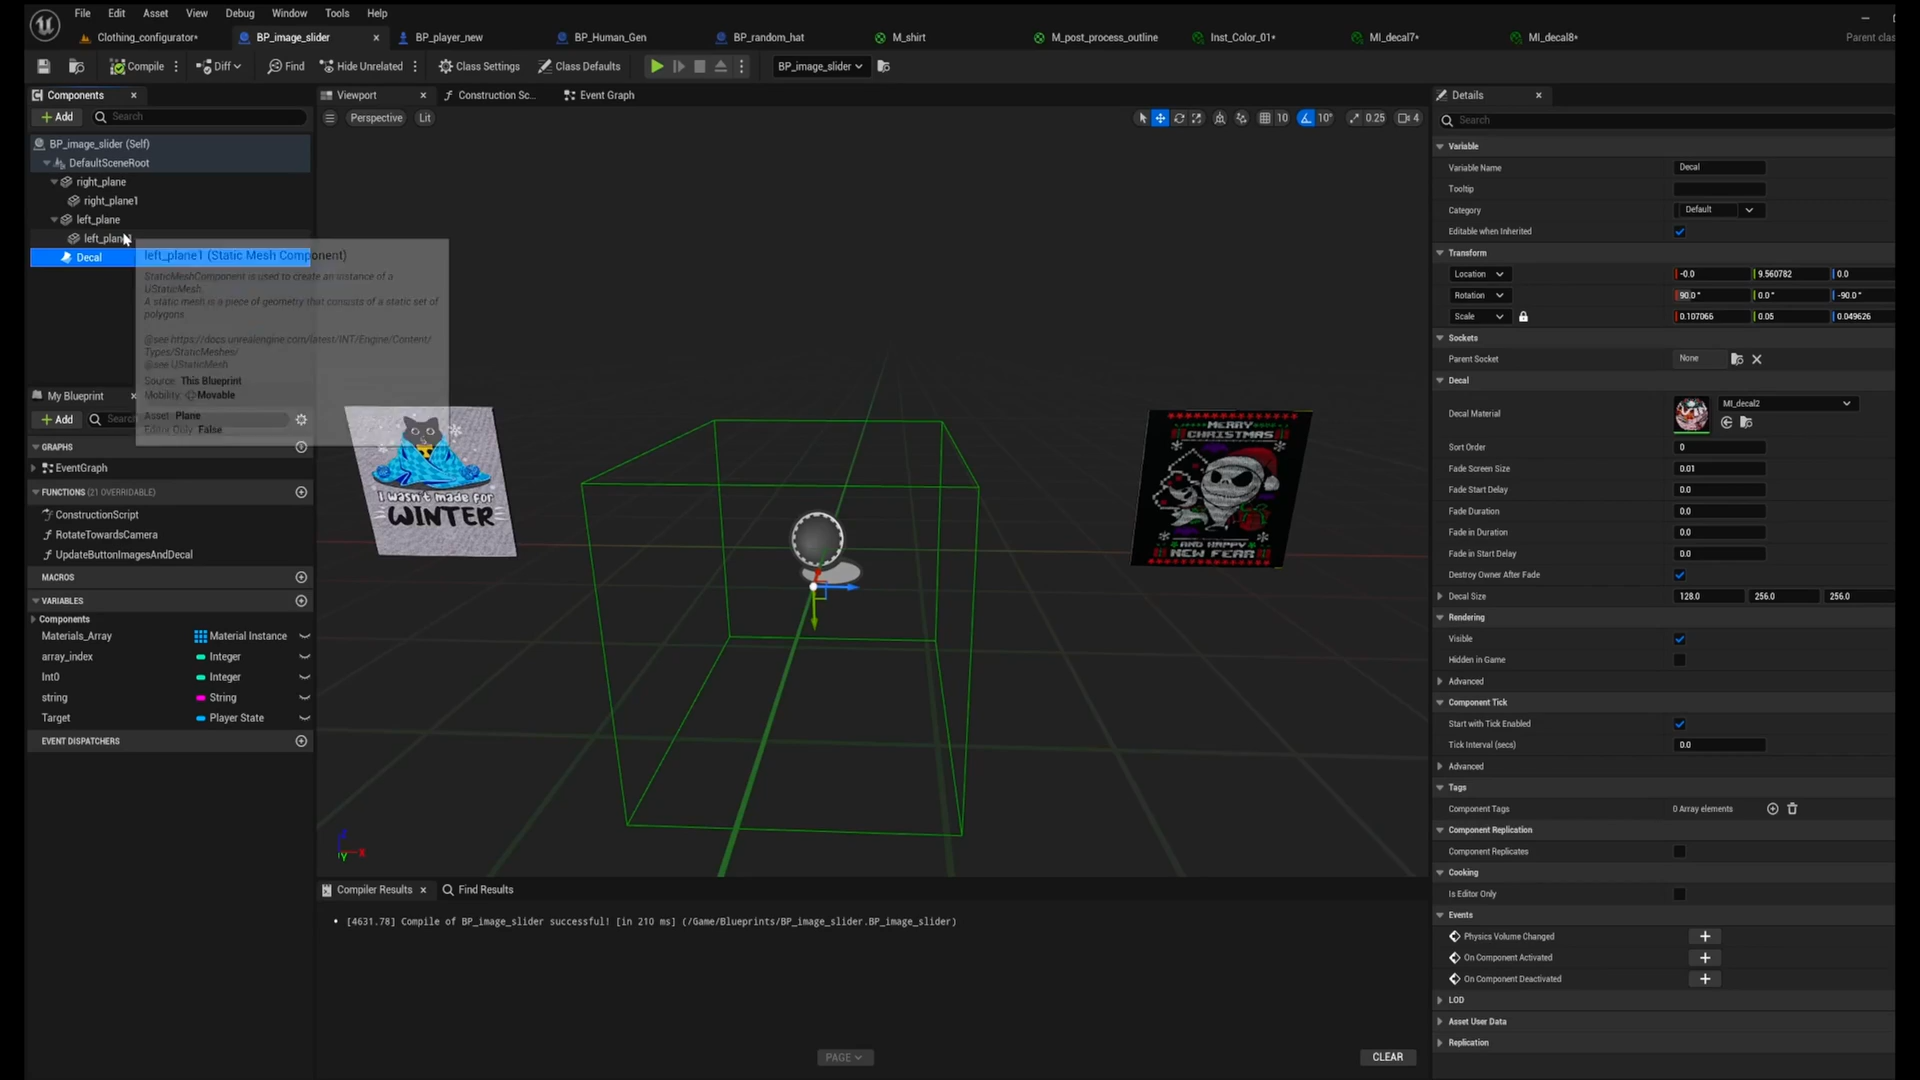 File Edit Asset View Debug Window Tools Help
Clothing_configurator* BP_image_slider BP_player_new BP_Human_Gen BP_random_hat M_shirt M_post_process_outline Inst_Color_01* MI_decal7* MI_decal8* Parent clas
Compile Diff Find Hide Unrelated Class Settings Class Defaults BP_image_slider
Components Viewport Construction Sc... Event Graph Details
Add Search Perspective Lit 10 10° 0.25 4 Search
BP_image_slider (Self)
DefaultSceneRoot
right_plane
right_plane1
left_plane
left_plane1
Decal
left_plane1 (Static Mesh Component)
StaticMeshComponent is used to create an instance of a
UStaticMesh.
A static mesh is a piece of geometry that consists of a static set of
polygons
@see https://docs.unrealengine.com/latest/INT/Engine/Content/
Types/StaticMeshes/
@see UStaticMesh
Source: This Blueprint
Mobility: Movable
Asset: Plane
Editor Only: False
My Blueprint
Add Search
GRAPHS
EventGraph
FUNCTIONS (21 OVERRIDABLE)
ConstructionScript
RotateTowardsCamera
UpdateButtonImagesAndDecal
MACROS
VARIABLES
Components
Materials_Array Material Instance
array_index Integer
Int0 Integer
string String
Target Player State
EVENT DISPATCHERS
I wasn't made for
WINTER
MERRY
CHRISTMAS
AND HAPPY
NEW FEAR
Compiler Results Find Results
• [4631.78] Compile of BP_image_slider successful! [in 210 ms] (/Game/Blueprints/BP_image_slider.BP_image_slider)
PAGE CLEAR
Variable
Variable Name Decal
Tooltip
Category Default
Editable when Inherited
Transform
Location -0.0 9.560782 0.0
Rotation 90.0° 0.0° -90.0°
Scale 0.107066 0.05 0.049626
Sockets
Parent Socket None
Decal
Decal Material MI_decal2
Sort Order 0
Fade Screen Size 0.01
Fade Start Delay 0.0
Fade Duration 0.0
Fade in Duration 0.0
Fade in Start Delay 0.0
Destroy Owner After Fade
Decal Size 128.0 256.0 256.0
Rendering
Visible
Hidden in Game
Advanced
Component Tick
Start with Tick Enabled
Tick Interval (secs) 0.0
Advanced
Tags
Component Tags 0 Array elements
Component Replication
Component Replicates
Cooking
Is Editor Only
Events
Physics Volume Changed
On Component Activated
On Component Deactivated
LOD
Asset User Data
Replication